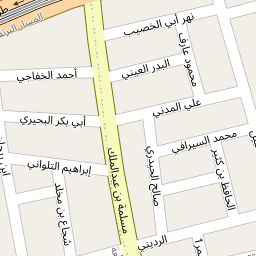 نهر أبي الخصيب
محمود عارف
البدر العيني
أحمد الخفاجي
علي المدني
أبي بكر البحيري
محمد السيرافي
صالح الحيدري
الحافظ بن كثير
إبراهيم التلواني
مسلمة بن عبدالملك
شجاع بن مخلد
الرديني